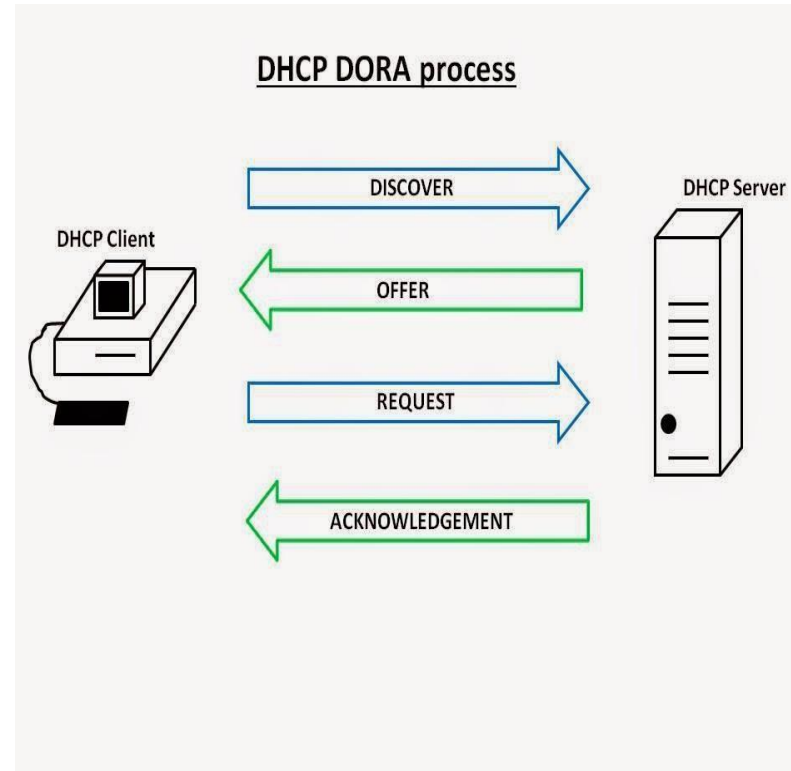 DHCP DORA process
DISCOVER
DHCP Server
DHCP Client
OFFER
REQUEST
ACKNOWLEDGEMENT